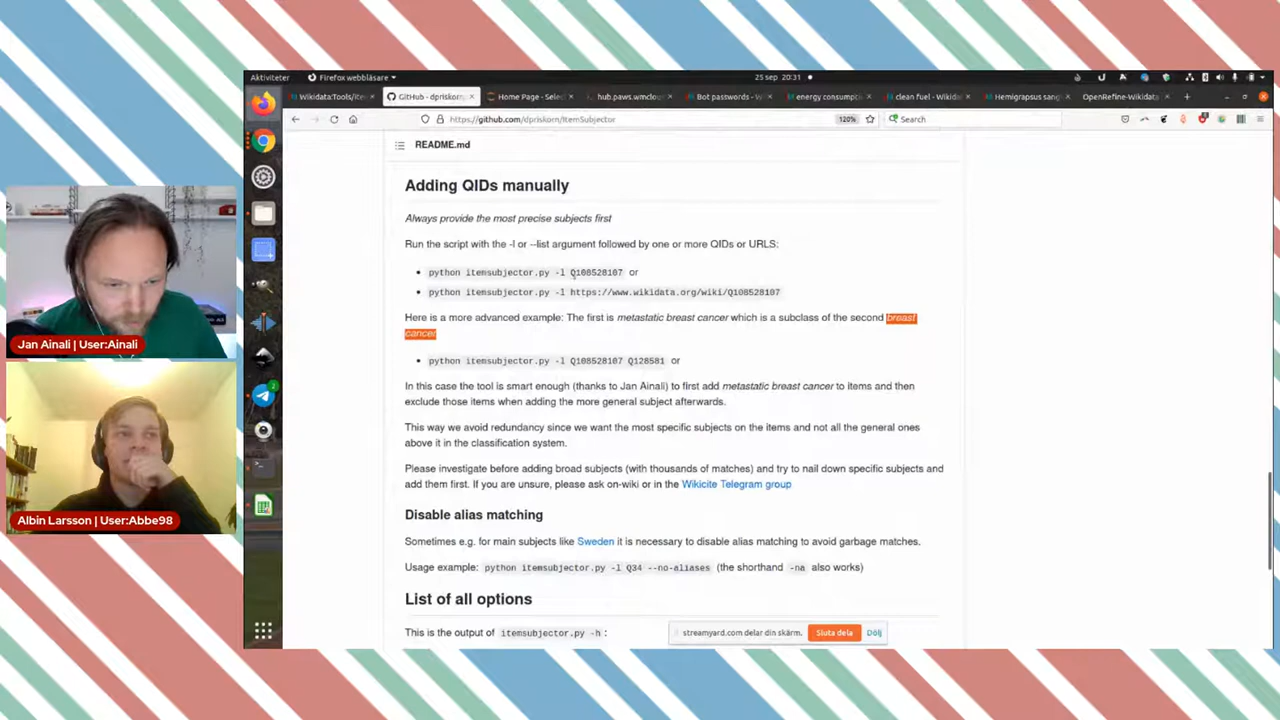 Aktiviteter
Firefox webbläsare
25 sep 20:31
Wikidata:Tools/Ite
GitHub - dpriskorn
Home Page - Select
hub.paws.wmclou
Bot passwords - W
energy consumpti
clean fuel - Wikida
Hemigrapsus sang
OpenRefine-Wikidata
https://github.com/dpriskorn/ItemSubjector
120%
Search
README.md
Adding QIDs manually
Always provide the most precise subjects first
Run the script with the -l or --list argument followed by one or more QIDs or URLS:
python itemsubjector.py -l Q108528107 or
python itemsubjector.py -l https://www.wikidata.org/wiki/Q108528107
Here is a more advanced example: The first is metastatic breast cancer which is a subclass of the second breast
cancer
python itemsubjector.py -l Q108528107 Q128581 or
In this case the tool is smart enough (thanks to Jan Ainali) to first add metastatic breast cancer to items and then
exclude those items when adding the more general subject afterwards.
This way we avoid redundancy since we want the most specific subjects on the items and not all the general ones
above it in the classification system.
Please investigate before adding broad subjects (with thousands of matches) and try to nail down specific subjects and
add them first. If you are unsure, please ask on-wiki or in the Wikicite Telegram group
Disable alias matching
Sometimes e.g. for main subjects like Sweden it is necessary to disable alias matching to avoid garbage matches.
Usage example: python itemsubjector.py -l Q34 --no-aliases (the shorthand -na also works)
List of all options
This is the output of itemsubjector.py -h :
streamyard.com delar din skärm.
Sluta dela
Dölj
Jan Ainali | User:Ainali
Albin Larsson | User:Abbe98